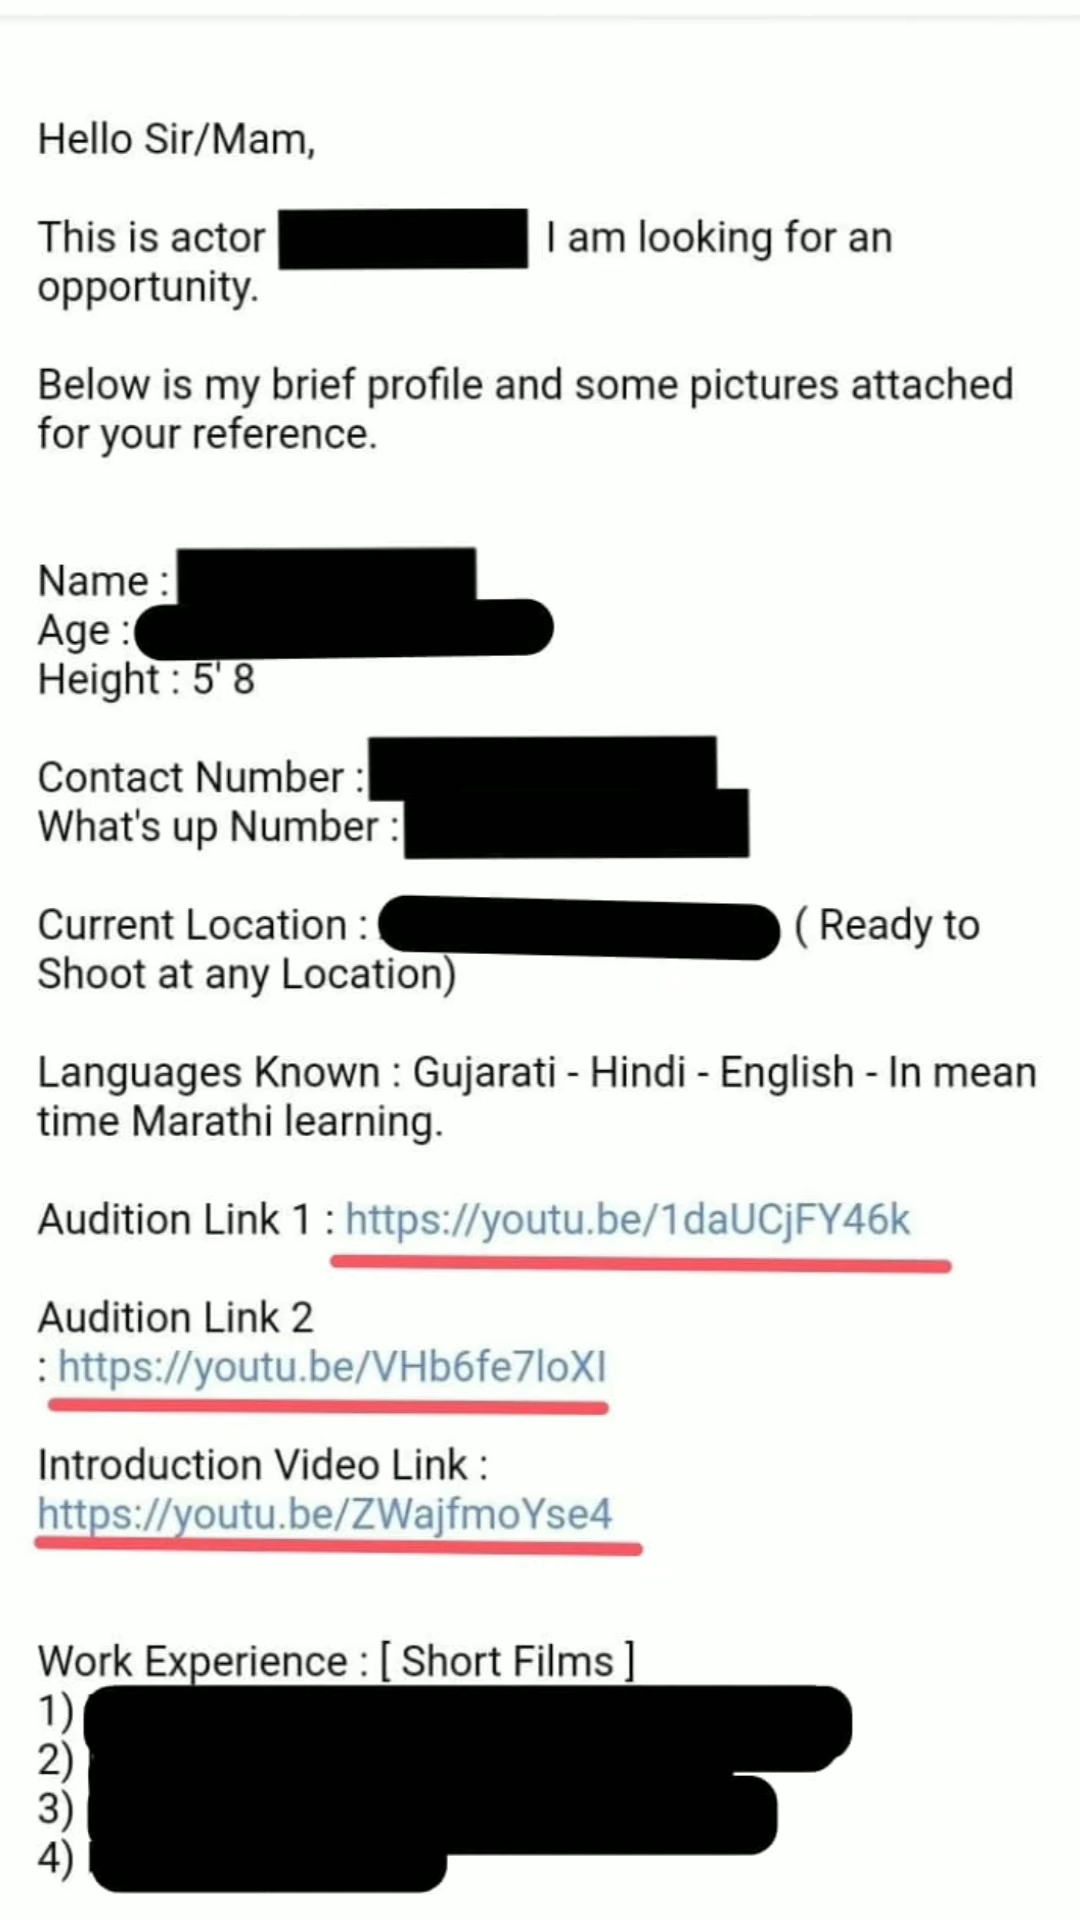 Hello Sir/Mam,
This is actor I am looking for an
opportunity.
Below is my brief profile and some pictures attached
for your reference.
Name :
Age :
Height : 5' 8
Contact Number :
What's up Number :
Current Location : ( Ready to
Shoot at any Location)
Languages Known : Gujarati - Hindi - English - In mean
time Marathi learning.
Audition Link 1 : https://youtu.be/1daUCjFY46k
Audition Link 2
: https://youtu.be/VHb6fe7loXI
Introduction Video Link :
https://youtu.be/ZWajfmoYse4
Work Experience : [ Short Films ]
1)
2)
3)
4)